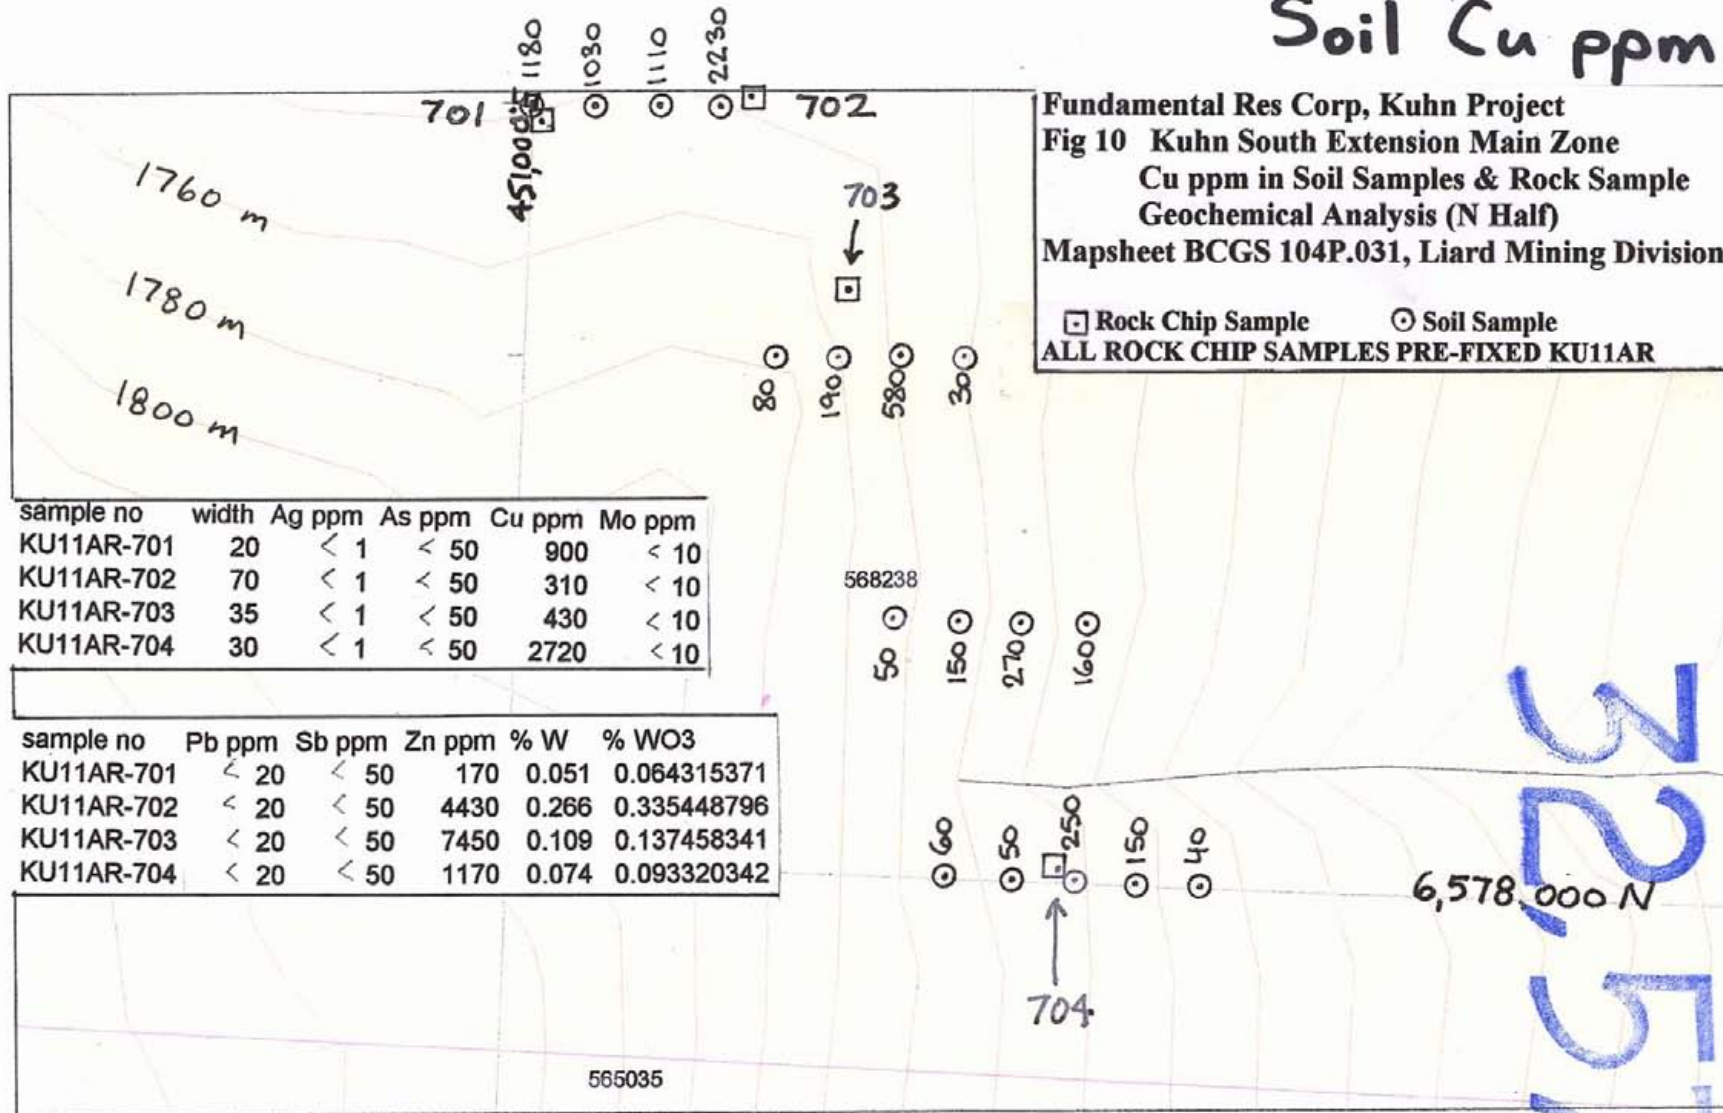 Soil Cu ppm
1180
1030
1110
2230
701
702
451,000 E
Fundamental Res Corp, Kuhn Project
Fig 10 Kuhn South Extension Main Zone
Cu ppm in Soil Samples & Rock Sample
Geochemical Analysis (N Half)
Mapsheet BCGS 104P.031, Liard Mining Division
Rock Chip Sample Soil Sample
ALL ROCK CHIP SAMPLES PRE-FIXED KU11AR
1760 m
703
1780 m
80
190
580
30
1800 m
sample no width Ag ppm As ppm Cu ppm Mo ppm
KU11AR-701 20 < 1 < 50 900 < 10
KU11AR-702 70 < 1 < 50 310 < 10
KU11AR-703 35 < 1 < 50 430 < 10
KU11AR-704 30 < 1 < 50 2720 < 10
568238
50
150
270
160
sample no Pb ppm Sb ppm Zn ppm % W % WO3
KU11AR-701 < 20 < 50 170 0.051 0.064315371
KU11AR-702 < 20 < 50 4430 0.266 0.335448796
KU11AR-703 < 20 < 50 7450 0.109 0.137458341
KU11AR-704 < 20 < 50 1170 0.074 0.093320342
60
50
250
150
40
6,578,000 N
704
565035
32,5